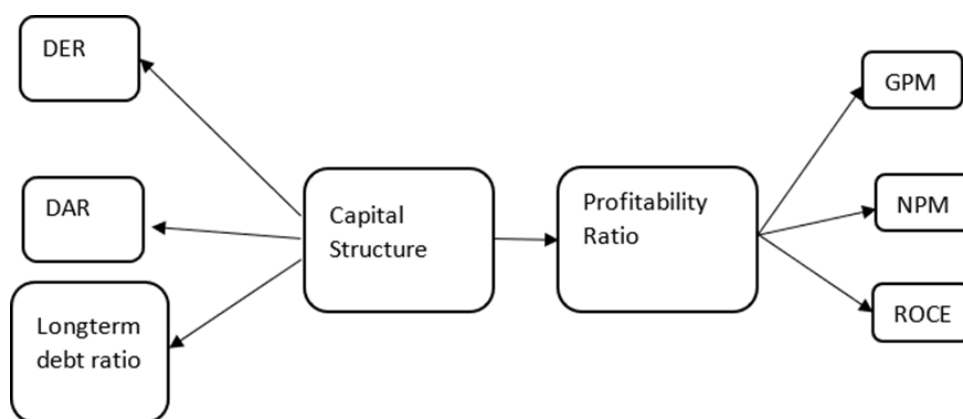 DER
DAR
Longterm
debt ratio
Capital
Structure
Profitability
Ratio
GPM
NPM
ROCE